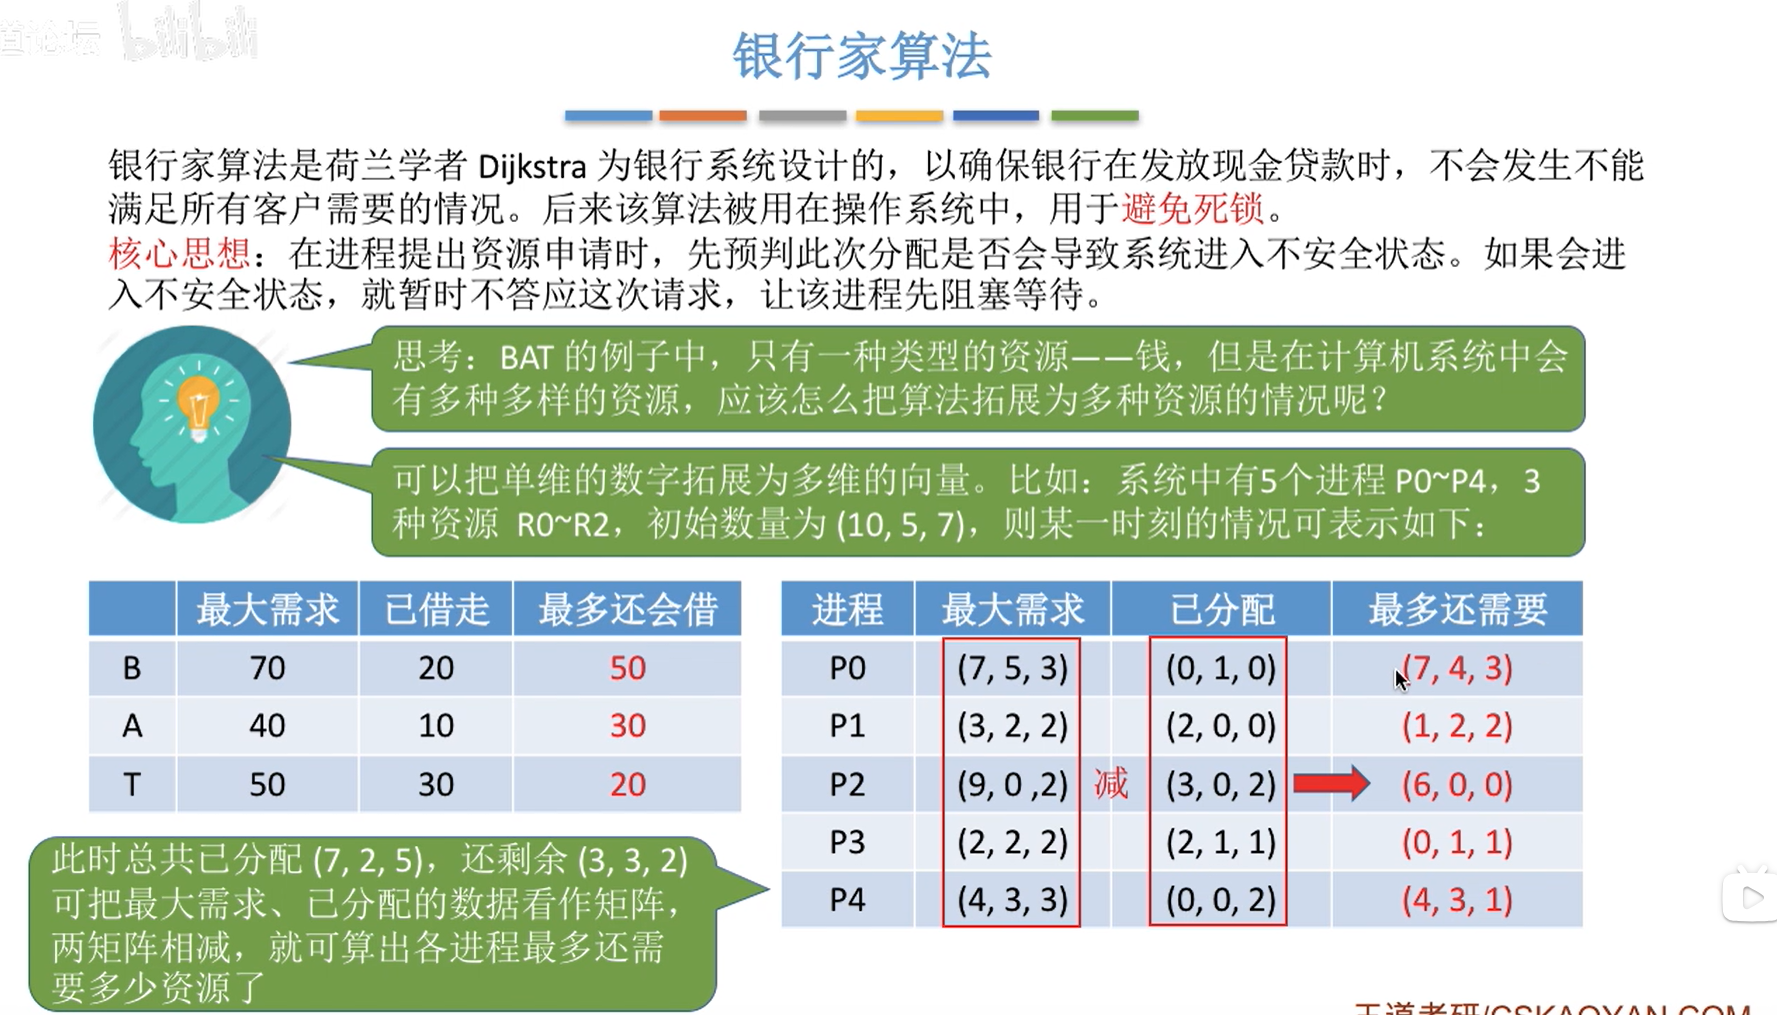 道论坛 bilibili
银行家算法
银行家算法是荷兰学者 Dijkstra 为银行系统设计的，以确保银行在发放现金贷款时，不会发生不能
满足所有客户需要的情况。后来该算法被用在操作系统中，用于避免死锁。
核心思想：在进程提出资源申请时，先预判此次分配是否会导致系统进入不安全状态。如果会进
入不安全状态，就暂时不答应这次请求，让该进程先阻塞等待。
思考：BAT 的例子中，只有一种类型的资源——钱，但是在计算机系统中会
有多种多样的资源，应该怎么把算法拓展为多种资源的情况呢？
可以把单维的数字拓展为多维的向量。比如：系统中有5个进程 P0~P4，3
种资源 R0~R2，初始数量为 (10, 5, 7)，则某一时刻的情况可表示如下：
最大需求 已借走 最多还会借
B 70 20 50
A 40 10 30
T 50 30 20
进程 最大需求 已分配 最多还需要
P0 (7, 5, 3) (0, 1, 0) (7, 4, 3)
P1 (3, 2, 2) (2, 0, 0) (1, 2, 2)
P2 (9, 0 ,2) 减 (3, 0, 2) (6, 0, 0)
P3 (2, 2, 2) (2, 1, 1) (0, 1, 1)
P4 (4, 3, 3) (0, 0, 2) (4, 3, 1)
此时总共已分配 (7, 2, 5)，还剩余 (3, 3, 2)
可把最大需求、已分配的数据看作矩阵，
两矩阵相减，就可算出各进程最多还需
要多少资源了
王道考研/CSKAOYAN.COM